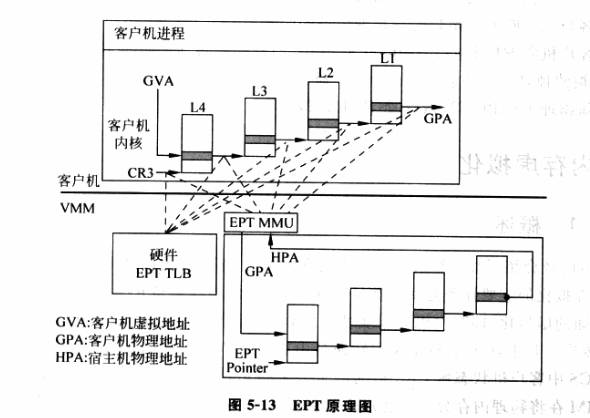 客户机进程
L1
L2
L3
L4
GVA
GPA
客户机
内核
CR3
客户机
VMM
EPT MMU
硬件
EPT TLB
HPA
GPA
GVA:客户机虚拟地址
GPA:客户机物理地址
HPA:宿主机物理地址
EPT
Pointer
图 5-13 EPT 原理图